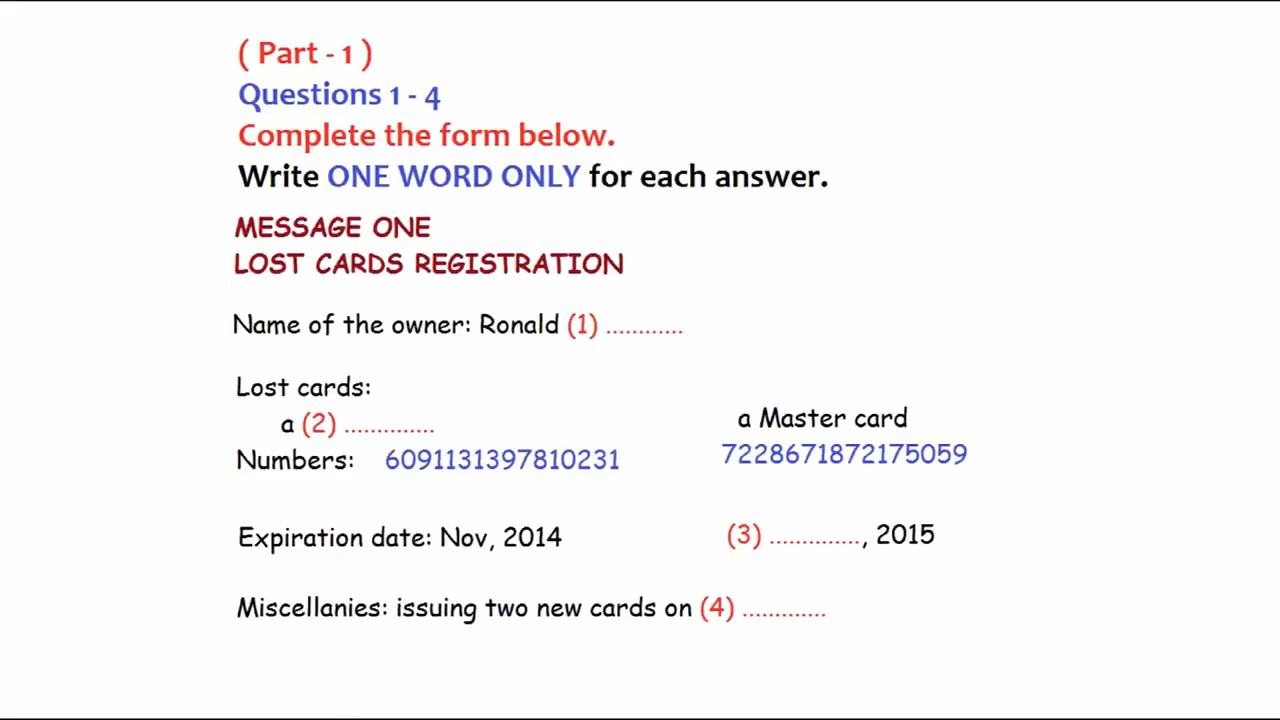 ( Part - 1 )
Questions 1 - 4
Complete the form below.
Write ONE WORD ONLY for each answer.
MESSAGE ONE
LOST CARDS REGISTRATION
Name of the owner: Ronald (1) ............
Lost cards:
a (2) ..............
a Master card
Numbers: 6091131397810231
7228671872175059
Expiration date: Nov, 2014
(3) .............., 2015
Miscellanies: issuing two new cards on (4) .............